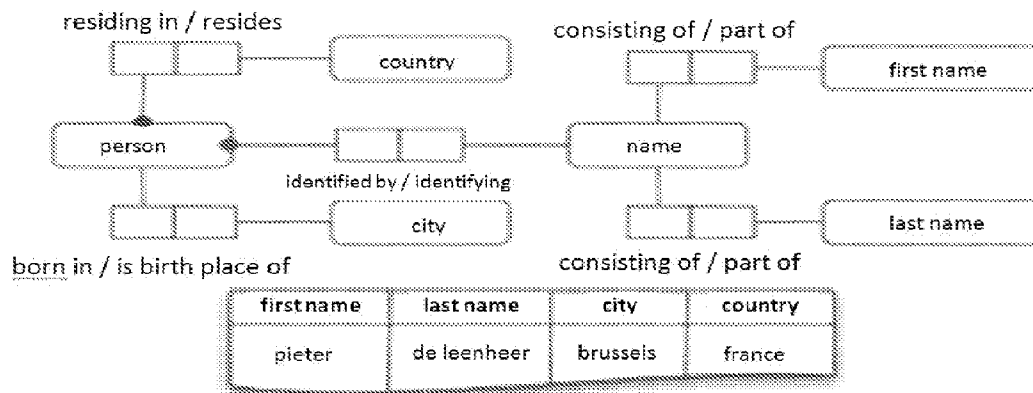 residing in / resides
consisting of / part of
country
first name
person
name
identified by / identifying
city
last name
born in / is birth place of
consisting of / part of
first name last name city country
pieter de leenheer brussels france